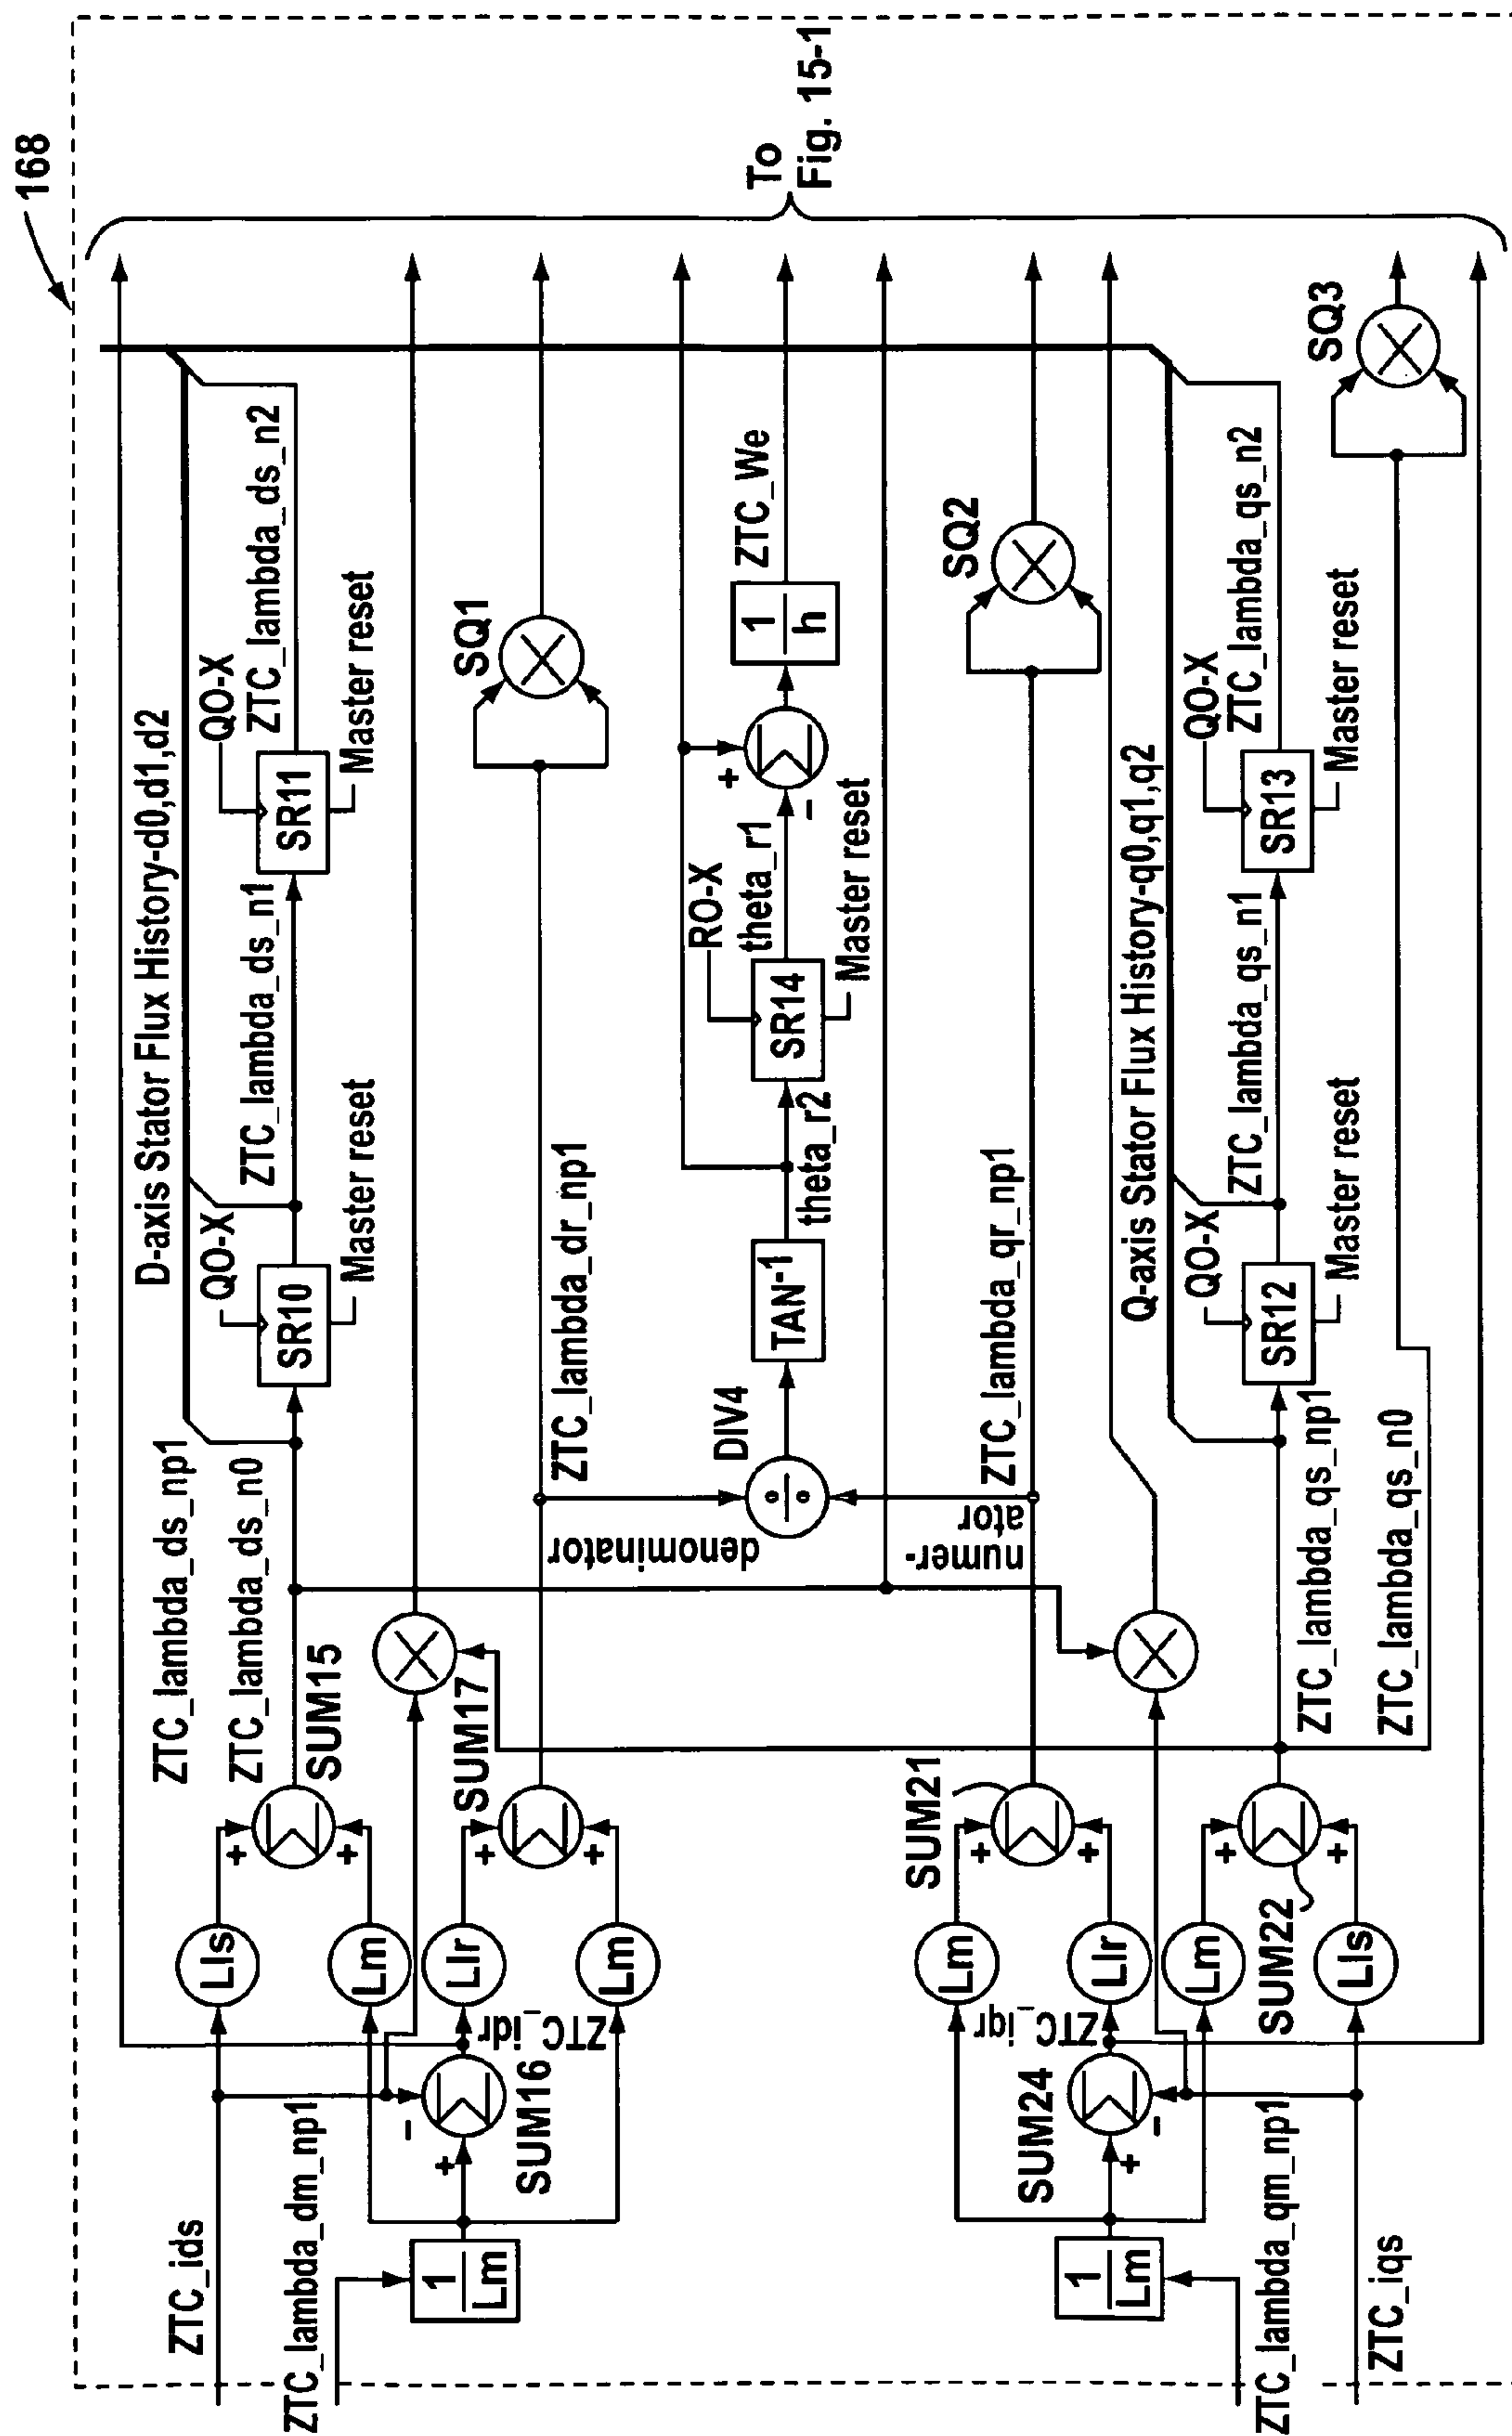 168
To
Fig. 15-1
D-axis Stator Flux History-d0,d1,d2
ZTC_ids
ZTC_lambda_dm_np1
1
Lm
SUM16
ZTC_idr
Lls
Lm
Llr
Lm
ZTC_lambda_ds_np1
ZTC_lambda_ds_n0
SUM15
SUM17
QO-X
SR10
Master reset
ZTC_lambda_ds_n1
QO-X
SR11
Master reset
ZTC_lambda_ds_n2
ZTC_lambda_dr_np1
SQ1
denominator
DIV4
numer-
ator
TAN-1
theta_r2
RO-X
SR14
theta_r1
Master reset
+
−
1
h
ZTC_We
ZTC_lambda_qr_np1
SQ2
Q-axis Stator Flux History-q0,q1,q2
SUM21
Lm
Llr
Lm
Lls
ZTC_iqr
SUM24
SUM22
1
Lm
ZTC_lambda_qm_np1
ZTC_iqs
ZTC_lambda_qs_np1
ZTC_lambda_qs_n0
QO-X
SR12
Master reset
ZTC_lambda_qs_n1
QO-X
SR13
Master reset
ZTC_lambda_qs_n2
SQ3